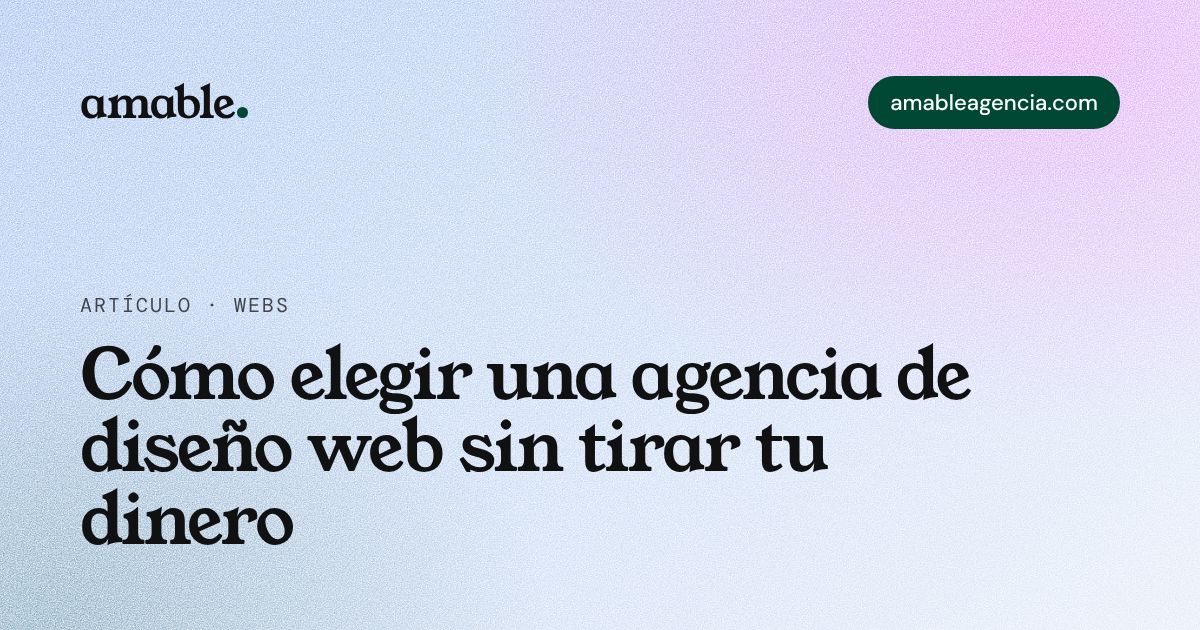 amable.
amableagencia.com
ARTÍCULO · WEBS
Cómo elegir una agencia de
diseño web sin tirar tu
dinero